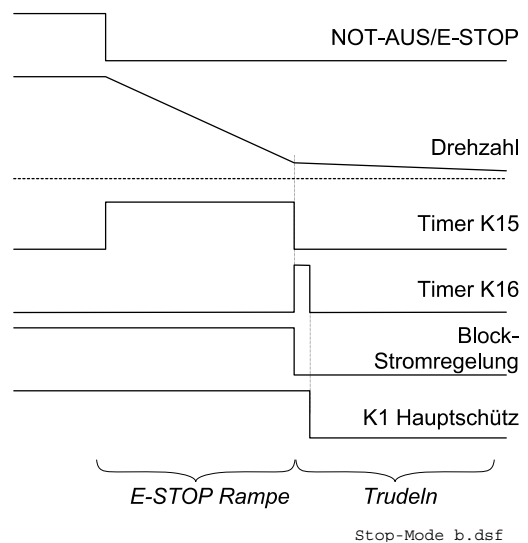 NOT-AUS/E-STOP
Drehzahl
Timer K15
Timer K16
Block-
Stromregelung
K1 Hauptschütz
E-STOP Rampe
Trudeln
Stop-Mode b.dsf